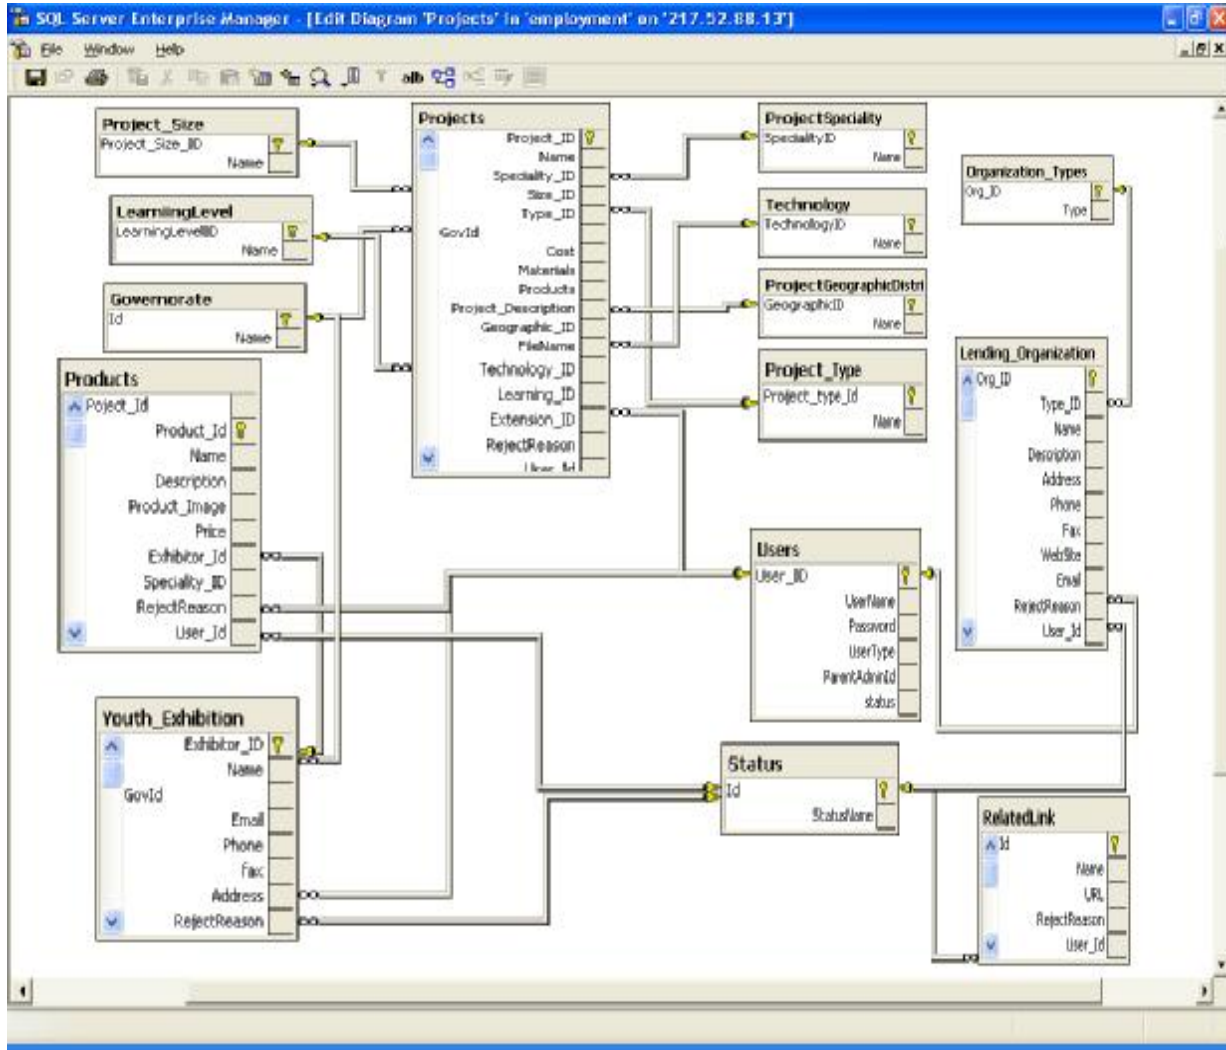 SQL Server Enterprise Manager - [Edit Diagram 'Projects' in 'employment' on '217.52.88.13']
File Window Help
Project_Size
Project_Size_ID
Name
LearniingLevel
LearningLevelID
Name
Governorate
Id
Name
Products
Poject_Id
Product_Id
Name
Description
Product_Image
Price
Exhibitor_Id
Speciality_ID
RejectReason
User_Id
Youth_Exhibition
Exhibitor_ID
Name
GovId
Email
Phone
Fax
Address
RejectReason
Projects
Project_ID
Name
Speciality_ID
Size_ID
Type_ID
GovId
Cost
Materials
Products
Project_Description
Geographic_ID
FileName
Technology_ID
Learning_ID
Extension_ID
RejectReason
User_Id
ProjectSpeciality
SpecialityID
Name
Technology
TechnologyID
Name
ProjectGeographicDistri
GeographicID
Name
Project_Type
Project_type_Id
Name
Users
User_ID
UserName
Password
UserType
ParentAdminId
status
Status
Id
StatusName
Organization_Types
Org_ID
Type
Lending_Organization
Org_ID
Type_ID
Name
Description
Address
Phone
Fax
WebSite
Email
RejectReason
User_Id
RelatedLink
Id
Name
URL
RejectReason
User_Id